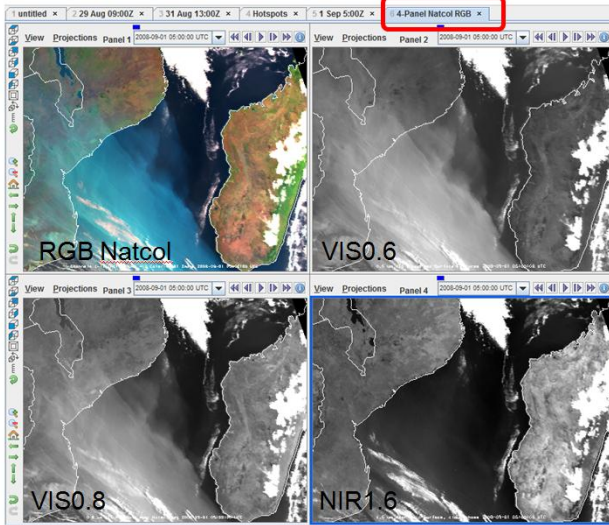 1 untitled × 2 29 Aug 09:00Z × 3 31 Aug 13:00Z × 4 Hotspots × 5 1 Sep 5:00Z × 6 4-Panel Natcol RGB ×
View Projections Panel 1 2008-09-01 05:00:00 UTC
View Projections Panel 2 2008-09-01 05:00:00 UTC
RGB Natcol
VIS0.6
View Projections Panel 3 2008-09-01 05:00:00 UTC
View Projections Panel 4 2008-09-01 05:00:00 UTC
VIS0.8
NIR1.6